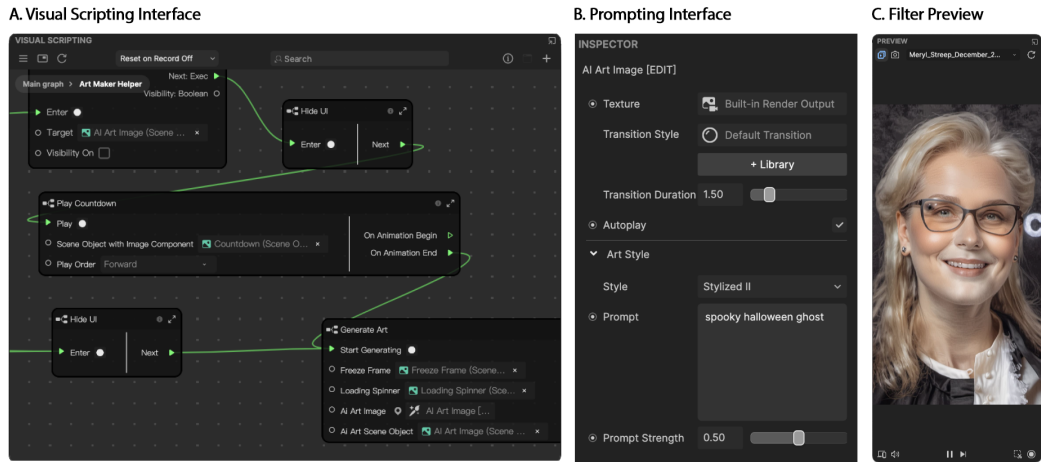 A. Visual Scripting Interface
VISUAL SCRIPTING
Reset on Record Off
Search
Main graph > Art Maker Helper
Next: Exec
Visibility: Boolean
Enter
Target AI Art Image (Scene ... ×
Visibility On
Hide UI
Enter Next
Play Countdown
Play
Scene Object with Image Component Countdown (Scene O... ×
Play Order Forward
On Animation Begin
On Animation End
Hide UI
Enter Next
Generate Art
Start Generating
Freeze Frame Freeze Frame (Scene... ×
Loading Spinner Loading Spinner (Sce... ×
Ai Art Image AI Art Image [...
Ai Art Scene Object AI Art Image (Scene ... ×
B. Prompting Interface
INSPECTOR
AI Art Image [EDIT]
Texture Built-in Render Output
Transition Style Default Transition
+ Library
Transition Duration 1.50
Autoplay
Art Style
Style Stylized II
Prompt spooky halloween ghost
Prompt Strength 0.50
C. Filter Preview
PREVIEW
Meryl_Streep_December_2...